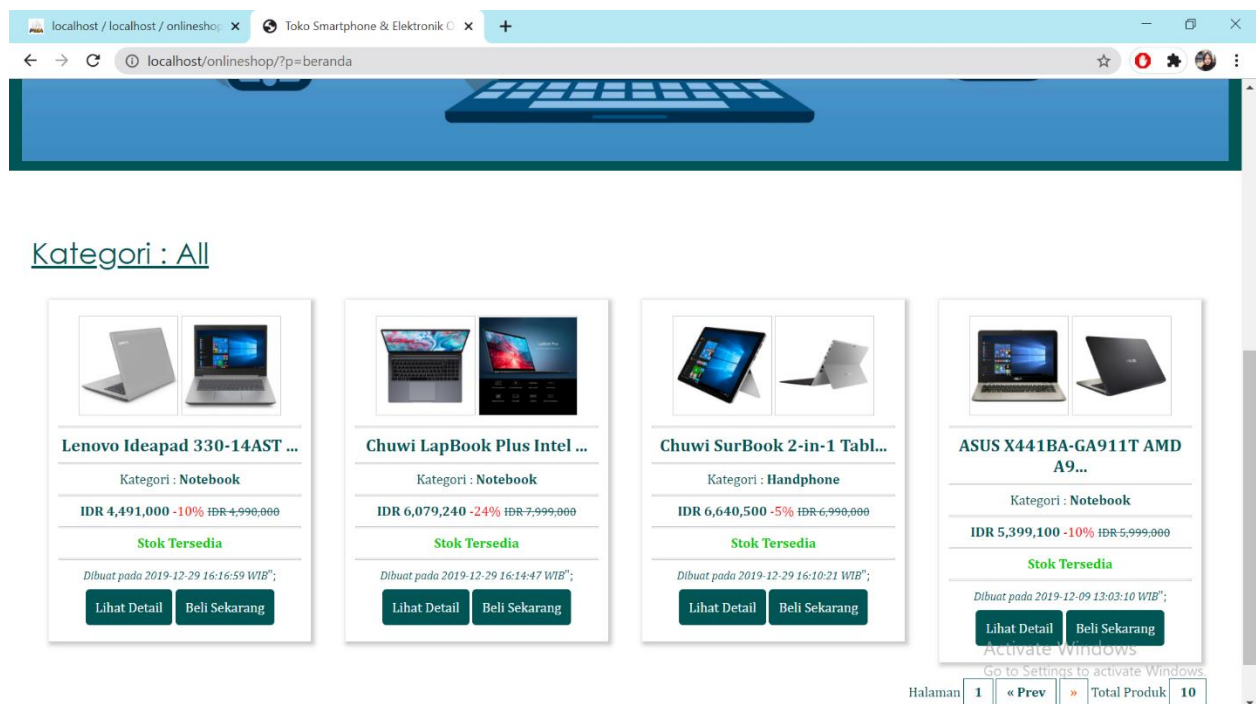 localhost / localhost / onlineshop
Toko Smartphone & Elektronik O
localhost/onlineshop/?p=beranda
Kategori : All
Lenovo Ideapad 330-14AST ...
Kategori : Notebook
IDR 4,491,000 -10% IDR 4,990,000
Stok Tersedia
Dibuat pada 2019-12-29 16:16:59 WIB";
Lihat Detail Beli Sekarang
Chuwi LapBook Plus Intel ...
Kategori : Notebook
IDR 6,079,240 -24% IDR 7,999,000
Stok Tersedia
Dibuat pada 2019-12-29 16:14:47 WIB";
Lihat Detail Beli Sekarang
Chuwi SurBook 2-in-1 Tabl...
Kategori : Handphone
IDR 6,640,500 -5% IDR 6,990,000
Stok Tersedia
Dibuat pada 2019-12-29 16:10:21 WIB";
Lihat Detail Beli Sekarang
ASUS X441BA-GA911T AMD
A9...
Kategori : Notebook
IDR 5,399,100 -10% IDR 5,999,000
Stok Tersedia
Dibuat pada 2019-12-09 13:03:10 WIB";
Lihat Detail Beli Sekarang
Activate Windows
Go to Settings to activate Windows.
Halaman 1 « Prev » Total Produk 10